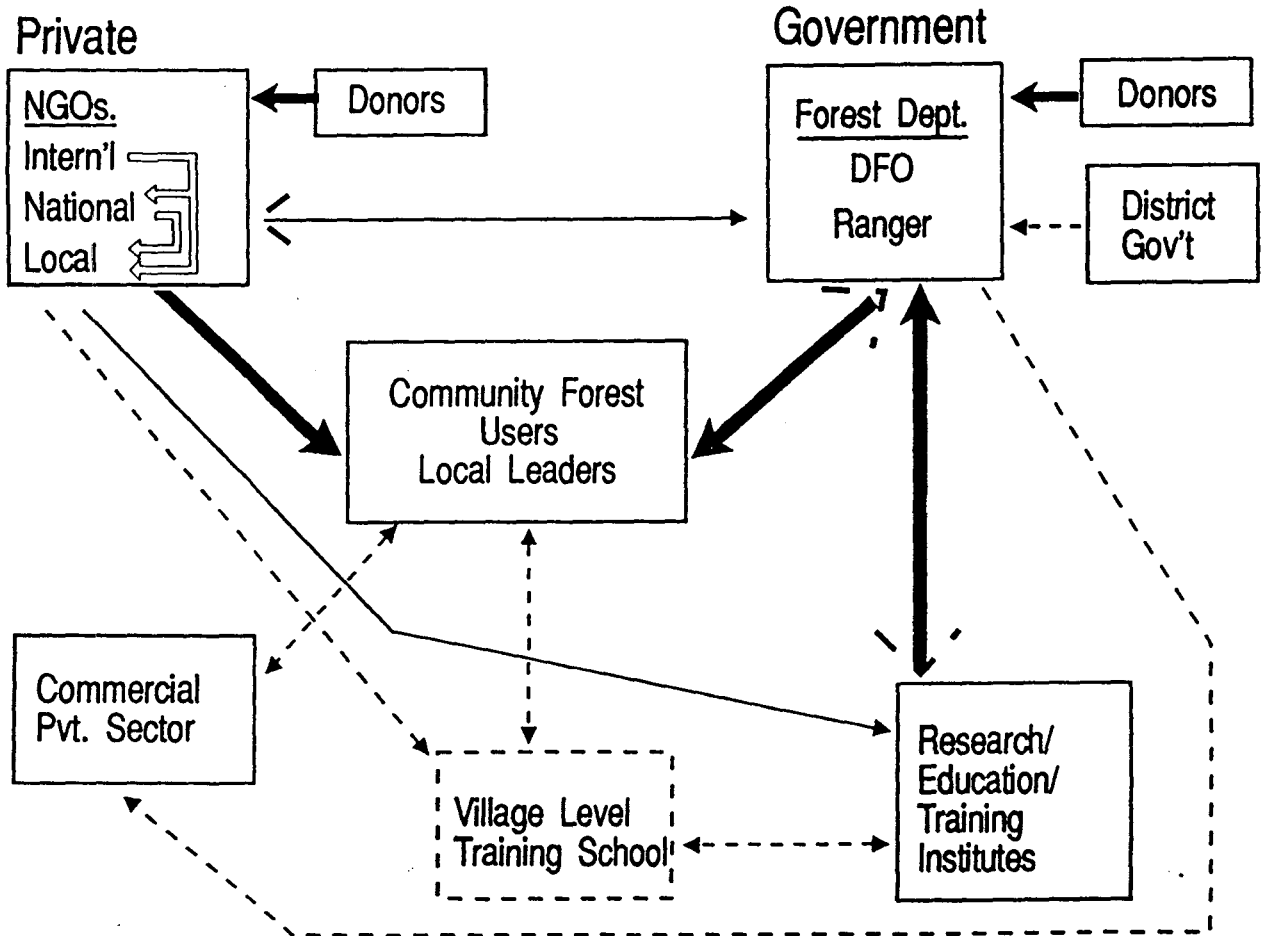 Private
NGOs.
Intern'l
National
Local
Donors
Government
Forest Dept.
DFO
Ranger
Donors
District
Gov't
Community Forest
Users
Local Leaders
Commercial
Pvt. Sector
Village Level
Training School
Research/
Education/
Training
Institutes